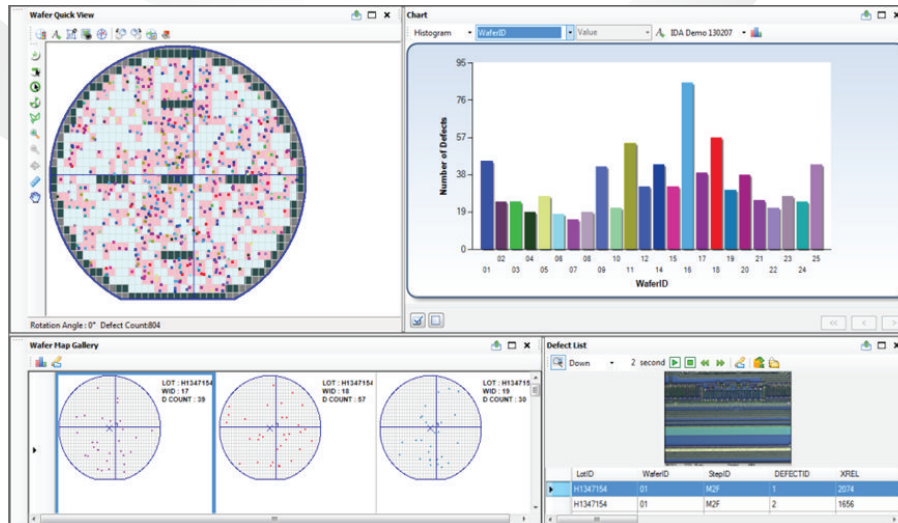 Wafer Quick View
Rotation Angle : 0° Defect Count:804
Chart
Histogram WaferID Value IDA Demo 130207
Number of Defects
95
76
57
38
19
0
02 04 06 08 10 12 15 17 19 21 23 25
01 03 05 07 09 11 14 16 18 20 22 24
WaferID
<< < >
Wafer Map Gallery
LOT : H1347154
WID : 17
D COUNT : 39
LOT : H1347154
WID : 18
D COUNT : 57
LOT : H134715
WID : 19
D COUNT : 30
Defect List
Down 2 second
LotID WaferID StepID DEFECTID XREL
H1347154 01 M2F 1 2074
H1347154 01 M2F 2 1656